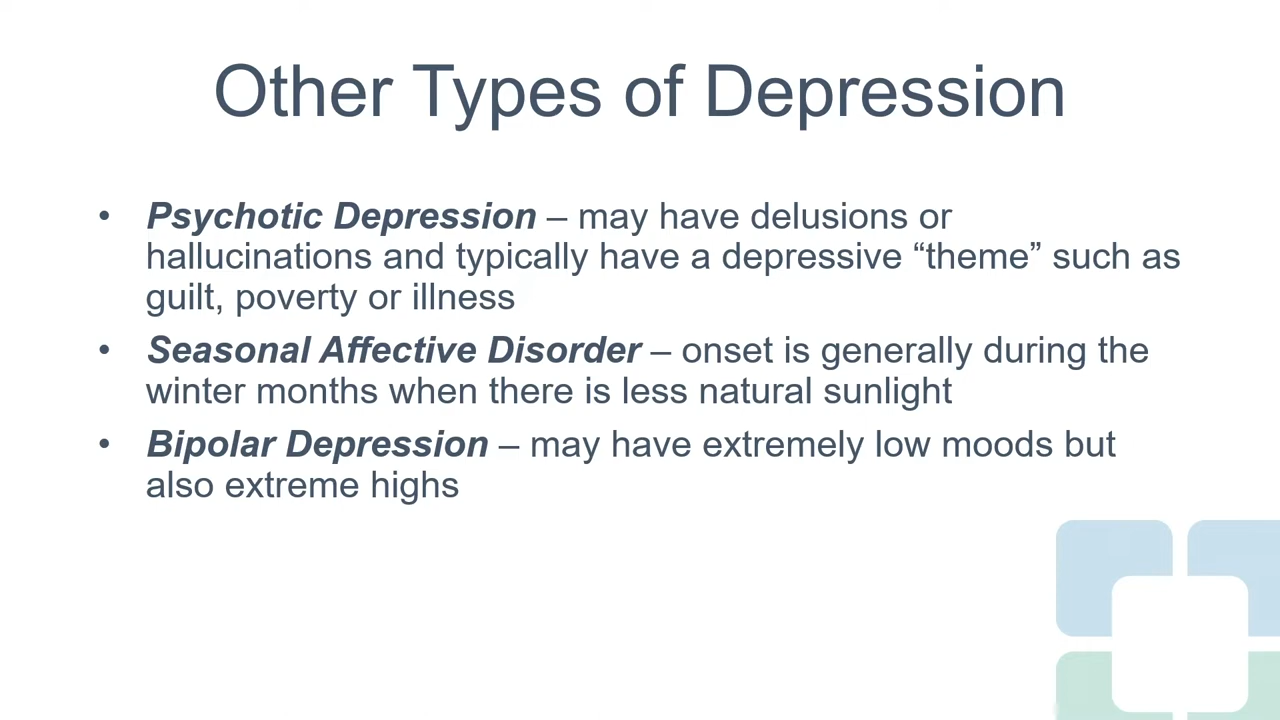 Other Types of Depression
• Psychotic Depression – may have delusions or
hallucinations and typically have a depressive “theme” such as
guilt, poverty or illness
• Seasonal Affective Disorder – onset is generally during the
winter months when there is less natural sunlight
• Bipolar Depression – may have extremely low moods but
also extreme highs